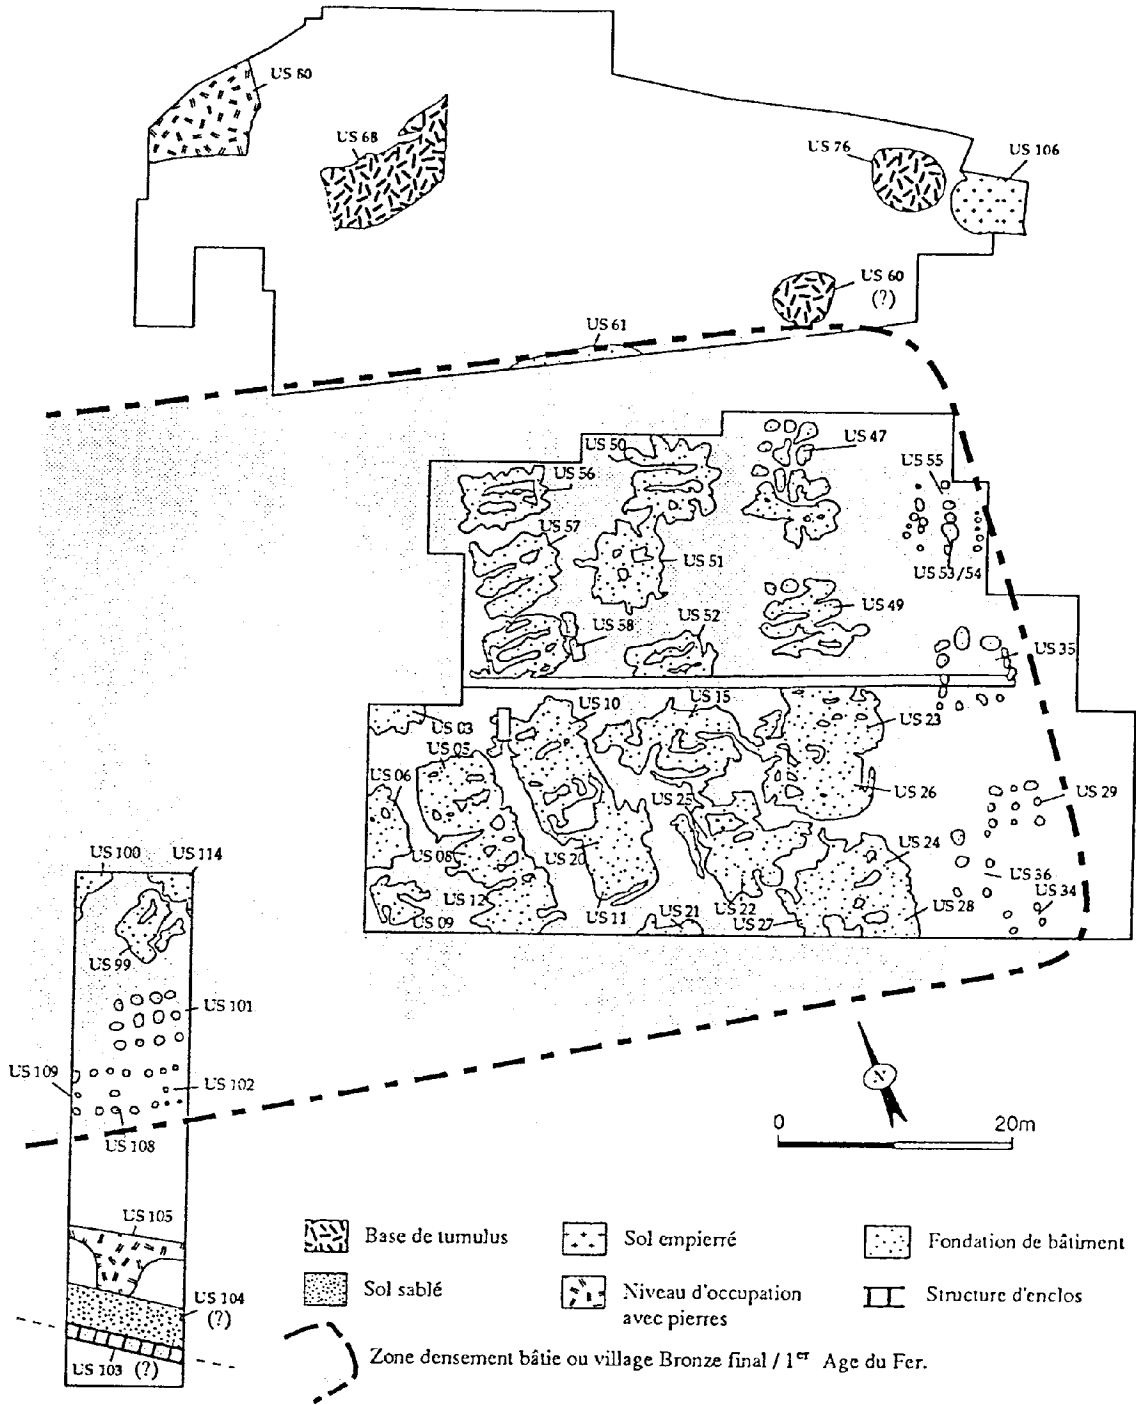 US 80
US 68
US 76
US 106
US 60
(?)
US 61
US 50
US 47
US 56
US 55
US 57
US 51
US 53/54
US 58
US 52
US 49
US 35
US 03
US 10
US 15
US 23
US 05
US 06
US 25
US 26
US 29
US 08
US 20
US 24
US 100
US 114
US 36
US 34
US 12
US 09
US 11
US 21
US 22
US 27
US 28
US 99
US 101
US 109
US 102
US 108
N
0 20m
US 105
US 104
(?)
US 103 (?)
Base de tumulus
Sol empierré
Fondation de bâtiment
Sol sablé
Niveau d'occupation
avec pierres
Structure d'enclos
Zone densement bâtie ou village Bronze final / 1er Age du Fer.